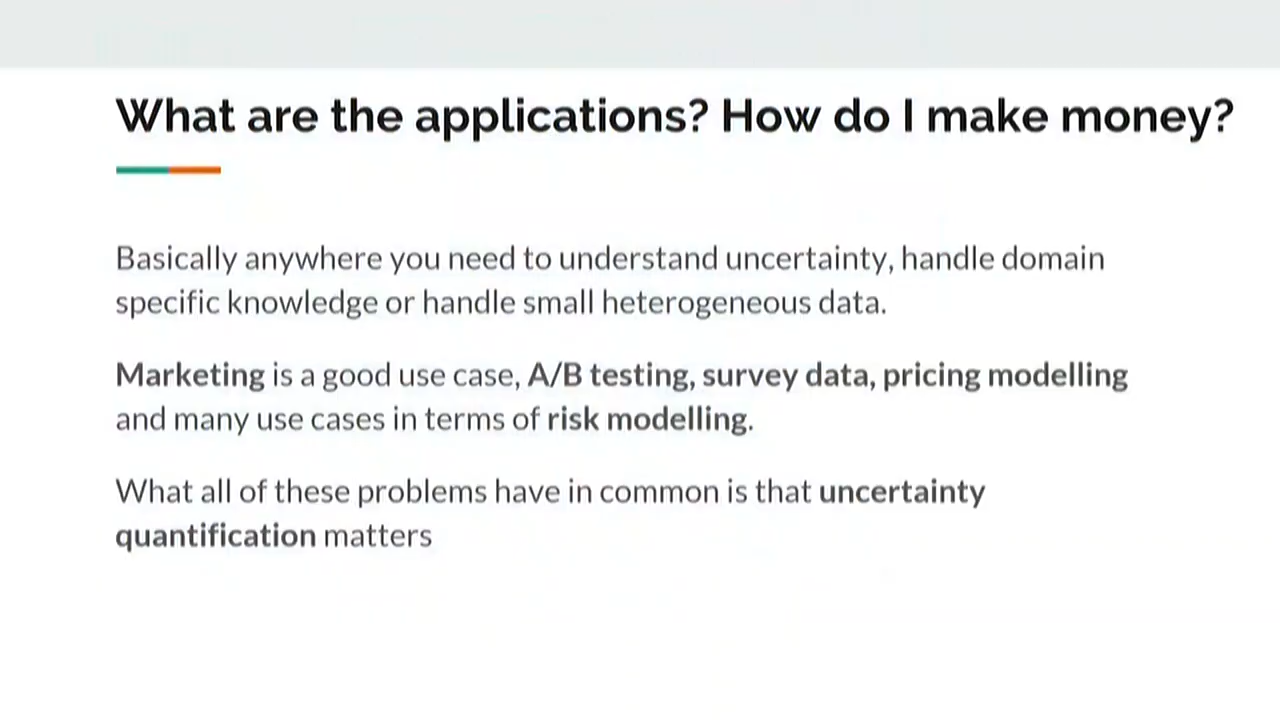 What are the applications? How do I make money?
Basically anywhere you need to understand uncertainty, handle domain
specific knowledge or handle small heterogeneous data.
Marketing is a good use case, A/B testing, survey data, pricing modelling
and many use cases in terms of risk modelling.
What all of these problems have in common is that uncertainty
quantification matters